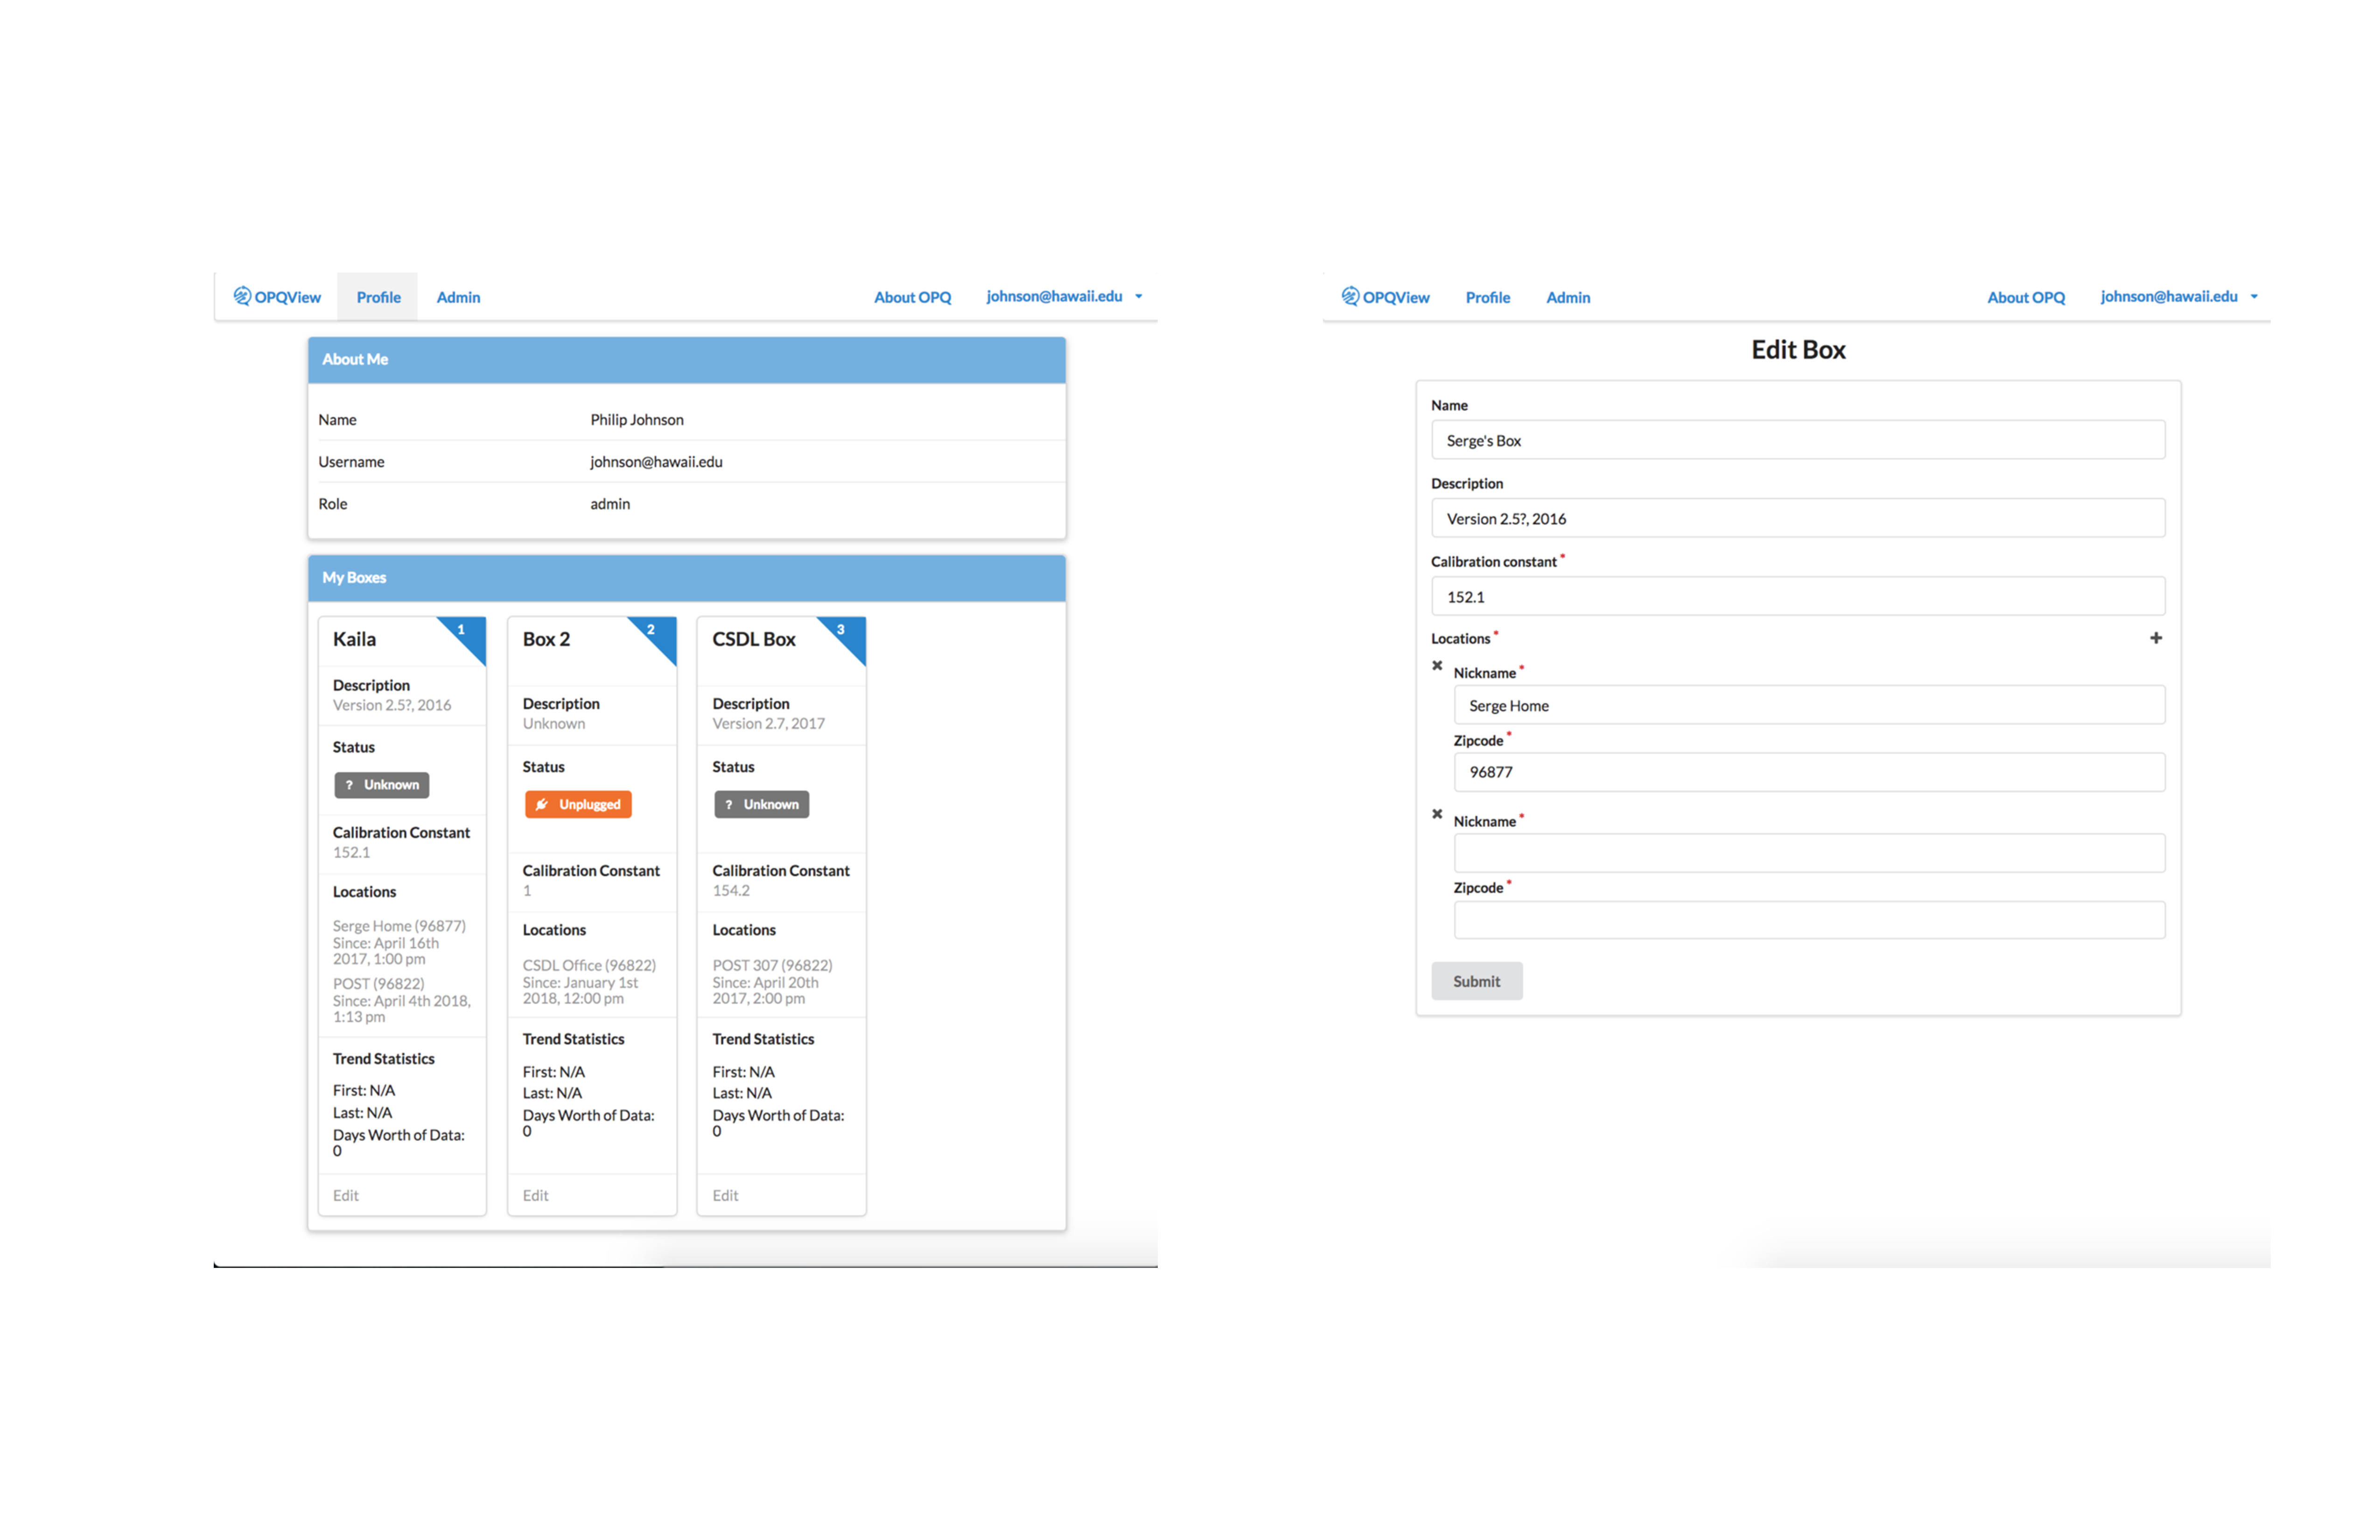 OPQView Profile Admin About OPQ johnson@hawaii.edu
About Me
Name Philip Johnson
Username johnson@hawaii.edu
Role admin
My Boxes
Kaila 1
Description
Version 2.5?, 2016
Status
? Unknown
Calibration Constant
152.1
Locations
Serge Home (96877)
Since: April 16th
2017, 1:00 pm
POST (96822)
Since: April 4th 2018,
1:13 pm
Trend Statistics
First: N/A
Last: N/A
Days Worth of Data:
0
Edit
Box 2 2
Description
Unknown
Status
Unplugged
Calibration Constant
1
Locations
CSDL Office (96822)
Since: January 1st
2018, 12:00 pm
Trend Statistics
First: N/A
Last: N/A
Days Worth of Data:
0
Edit
CSDL Box 3
Description
Version 2.7, 2017
Status
? Unknown
Calibration Constant
154.2
Locations
POST 307 (96822)
Since: April 20th
2017, 2:00 pm
Trend Statistics
First: N/A
Last: N/A
Days Worth of Data:
0
Edit
OPQView Profile Admin About OPQ johnson@hawaii.edu
Edit Box
Name
Serge's Box
Description
Version 2.5?, 2016
Calibration constant *
152.1
Locations * +
Nickname *
Serge Home
Zipcode *
96877
Nickname *
Zipcode *
Submit